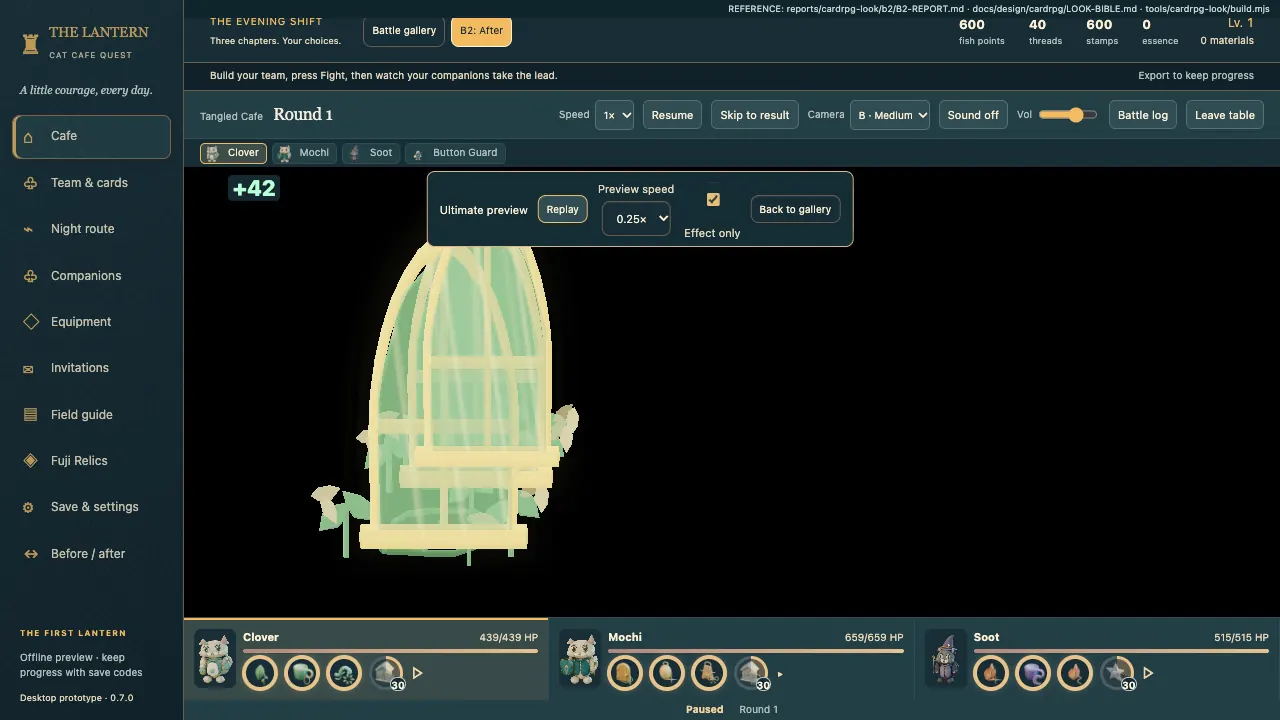 REFERENCE: reports/cardrpg-look/b2/B2-REPORT.md · docs/design/cardrpg/LOOK-BIBLE.md · tools/cardrpg-look/build.mjs
THE LANTERN
CAT CAFE QUEST
A little courage, every day.
Cafe
Team & cards
Night route
Companions
Equipment
Invitations
Field guide
Fuji Relics
Save & settings
Before / after
THE FIRST LANTERN
Offline preview · keep
progress with save codes
Desktop prototype · 0.7.0
THE EVENING SHIFT
Three chapters. Your choices.
Battle gallery
B2: After
600 fish points
40 threads
600 stamps
0 essence
Lv. 1
0 materials
Build your team, press Fight, then watch your companions take the lead.
Export to keep progress
Tangled Cafe Round 1
Speed 1x Resume Skip to result Camera B · Medium Sound off Vol Battle log Leave table
Clover Mochi Soot Button Guard
+42
Ultimate preview
Replay
Preview speed
0.25×
Effect only
Back to gallery
Clover 439/439 HP
30
Mochi 659/659 HP
30
Soot 515/515 HP
30
Paused Round 1